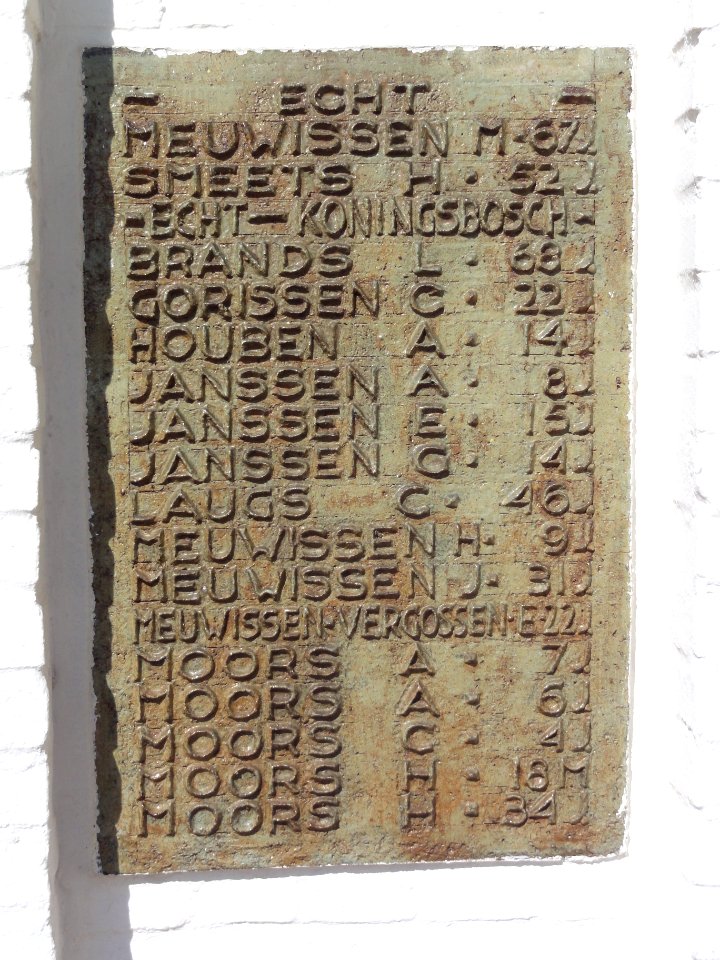 - ECHT -
MEUWISSEN M·67J
SMEETS H· 52J
-ECHT-KONINGSBOSCH-
BRANDS L· 68J
GORISSEN C· 22J
HOUBEN A· 14J
JANSSEN A· 8J
JANSSEN E· 15J
JANSSEN G· 14J
LAUGS C· 46J
MEUWISSEN H· 9J
MEUWISSEN J· 31J
MEUWISSEN-VERGOSSEN·E·22J
MOORS A· 7J
MOORS A· 6J
MOORS C· 4J
MOORS H· 18M
MOORS H· 34J